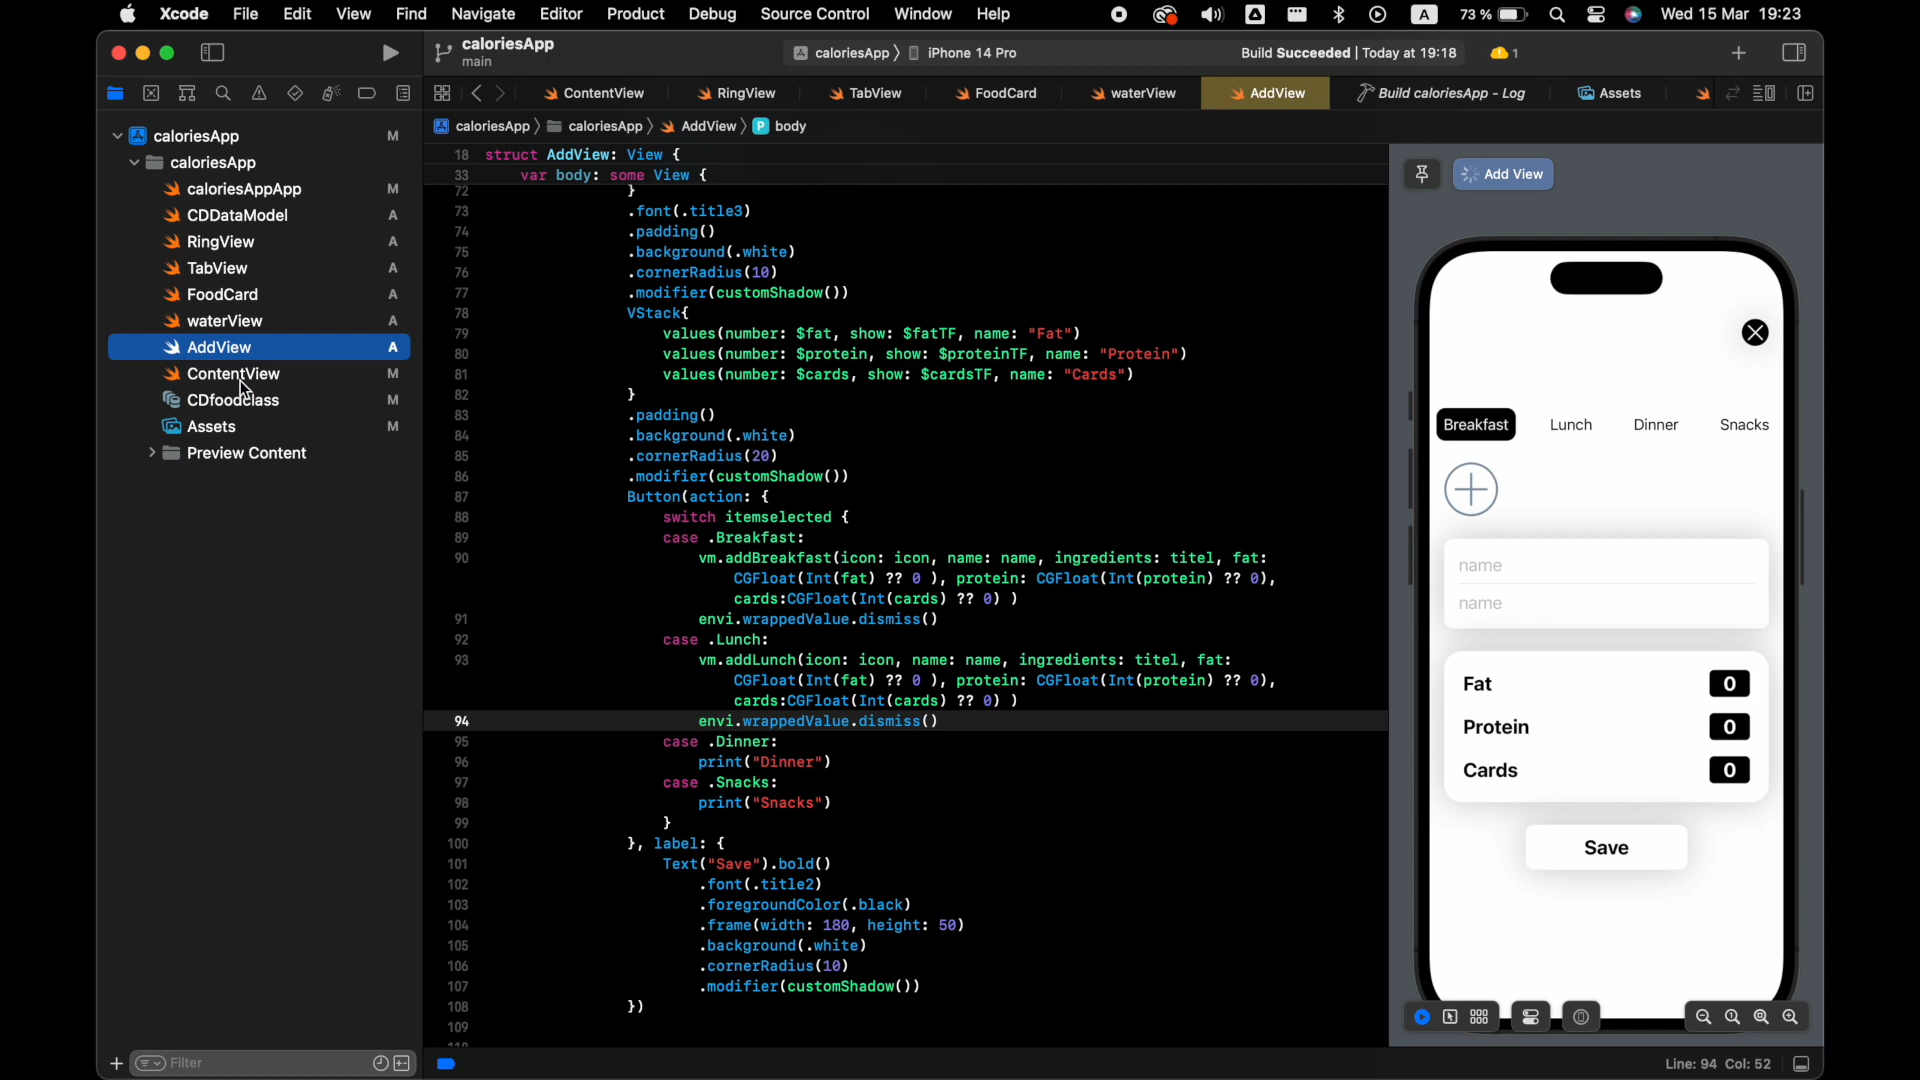 Xcode File Edit View Find Navigate Editor Product Debug Source Control Window Help A 73 % Wed 15 Mar 19:23
caloriesApp
main
caloriesApp iPhone 14 Pro
Build Succeeded | Today at 19:18
1
ContentView RingView TabView FoodCard waterView AddView Build caloriesApp - Log Assets
caloriesApp caloriesApp AddView P body
caloriesApp M
caloriesApp
caloriesAppApp M
CDDataModel A
RingView A
TabView A
FoodCard A
waterView A
AddView A
ContentView M
CDfoodclass M
Assets M
Preview Content
Filter
18 struct AddView: View {
33 var body: some View {
72 }
73 .font(.title3)
74 .padding()
75 .background(.white)
76 .cornerRadius(10)
77 .modifier(customShadow())
78 VStack{
79 values(number: $fat, show: $fatTF, name: "Fat")
80 values(number: $protein, show: $proteinTF, name: "Protein")
81 values(number: $cards, show: $cardsTF, name: "Cards")
82 }
83 .padding()
84 .background(.white)
85 .cornerRadius(20)
86 .modifier(customShadow())
87 Button(action: {
88 switch itemselected {
89 case .Breakfast:
90 vm.addBreakfast(icon: icon, name: name, ingredients: titel, fat:
CGFloat(Int(fat) ?? 0 ), protein: CGFloat(Int(protein) ?? 0),
cards:CGFloat(Int(cards) ?? 0) )
91 envi.wrappedValue.dismiss()
92 case .Lunch:
93 vm.addLunch(icon: icon, name: name, ingredients: titel, fat:
CGFloat(Int(fat) ?? 0 ), protein: CGFloat(Int(protein) ?? 0),
cards:CGFloat(Int(cards) ?? 0) )
94 envi.wrappedValue.dismiss()
95 case .Dinner:
96 print("Dinner")
97 case .Snacks:
98 print("Snacks")
99 }
100 }, label: {
101 Text("Save").bold()
102 .font(.title2)
103 .foregroundColor(.black)
104 .frame(width: 180, height: 50)
105 .background(.white)
106 .cornerRadius(10)
107 .modifier(customShadow())
108 })
109
110
Add View
Breakfast Lunch Dinner Snacks
name
name
Fat 0
Protein 0
Cards 0
Save
Line: 94 Col: 52